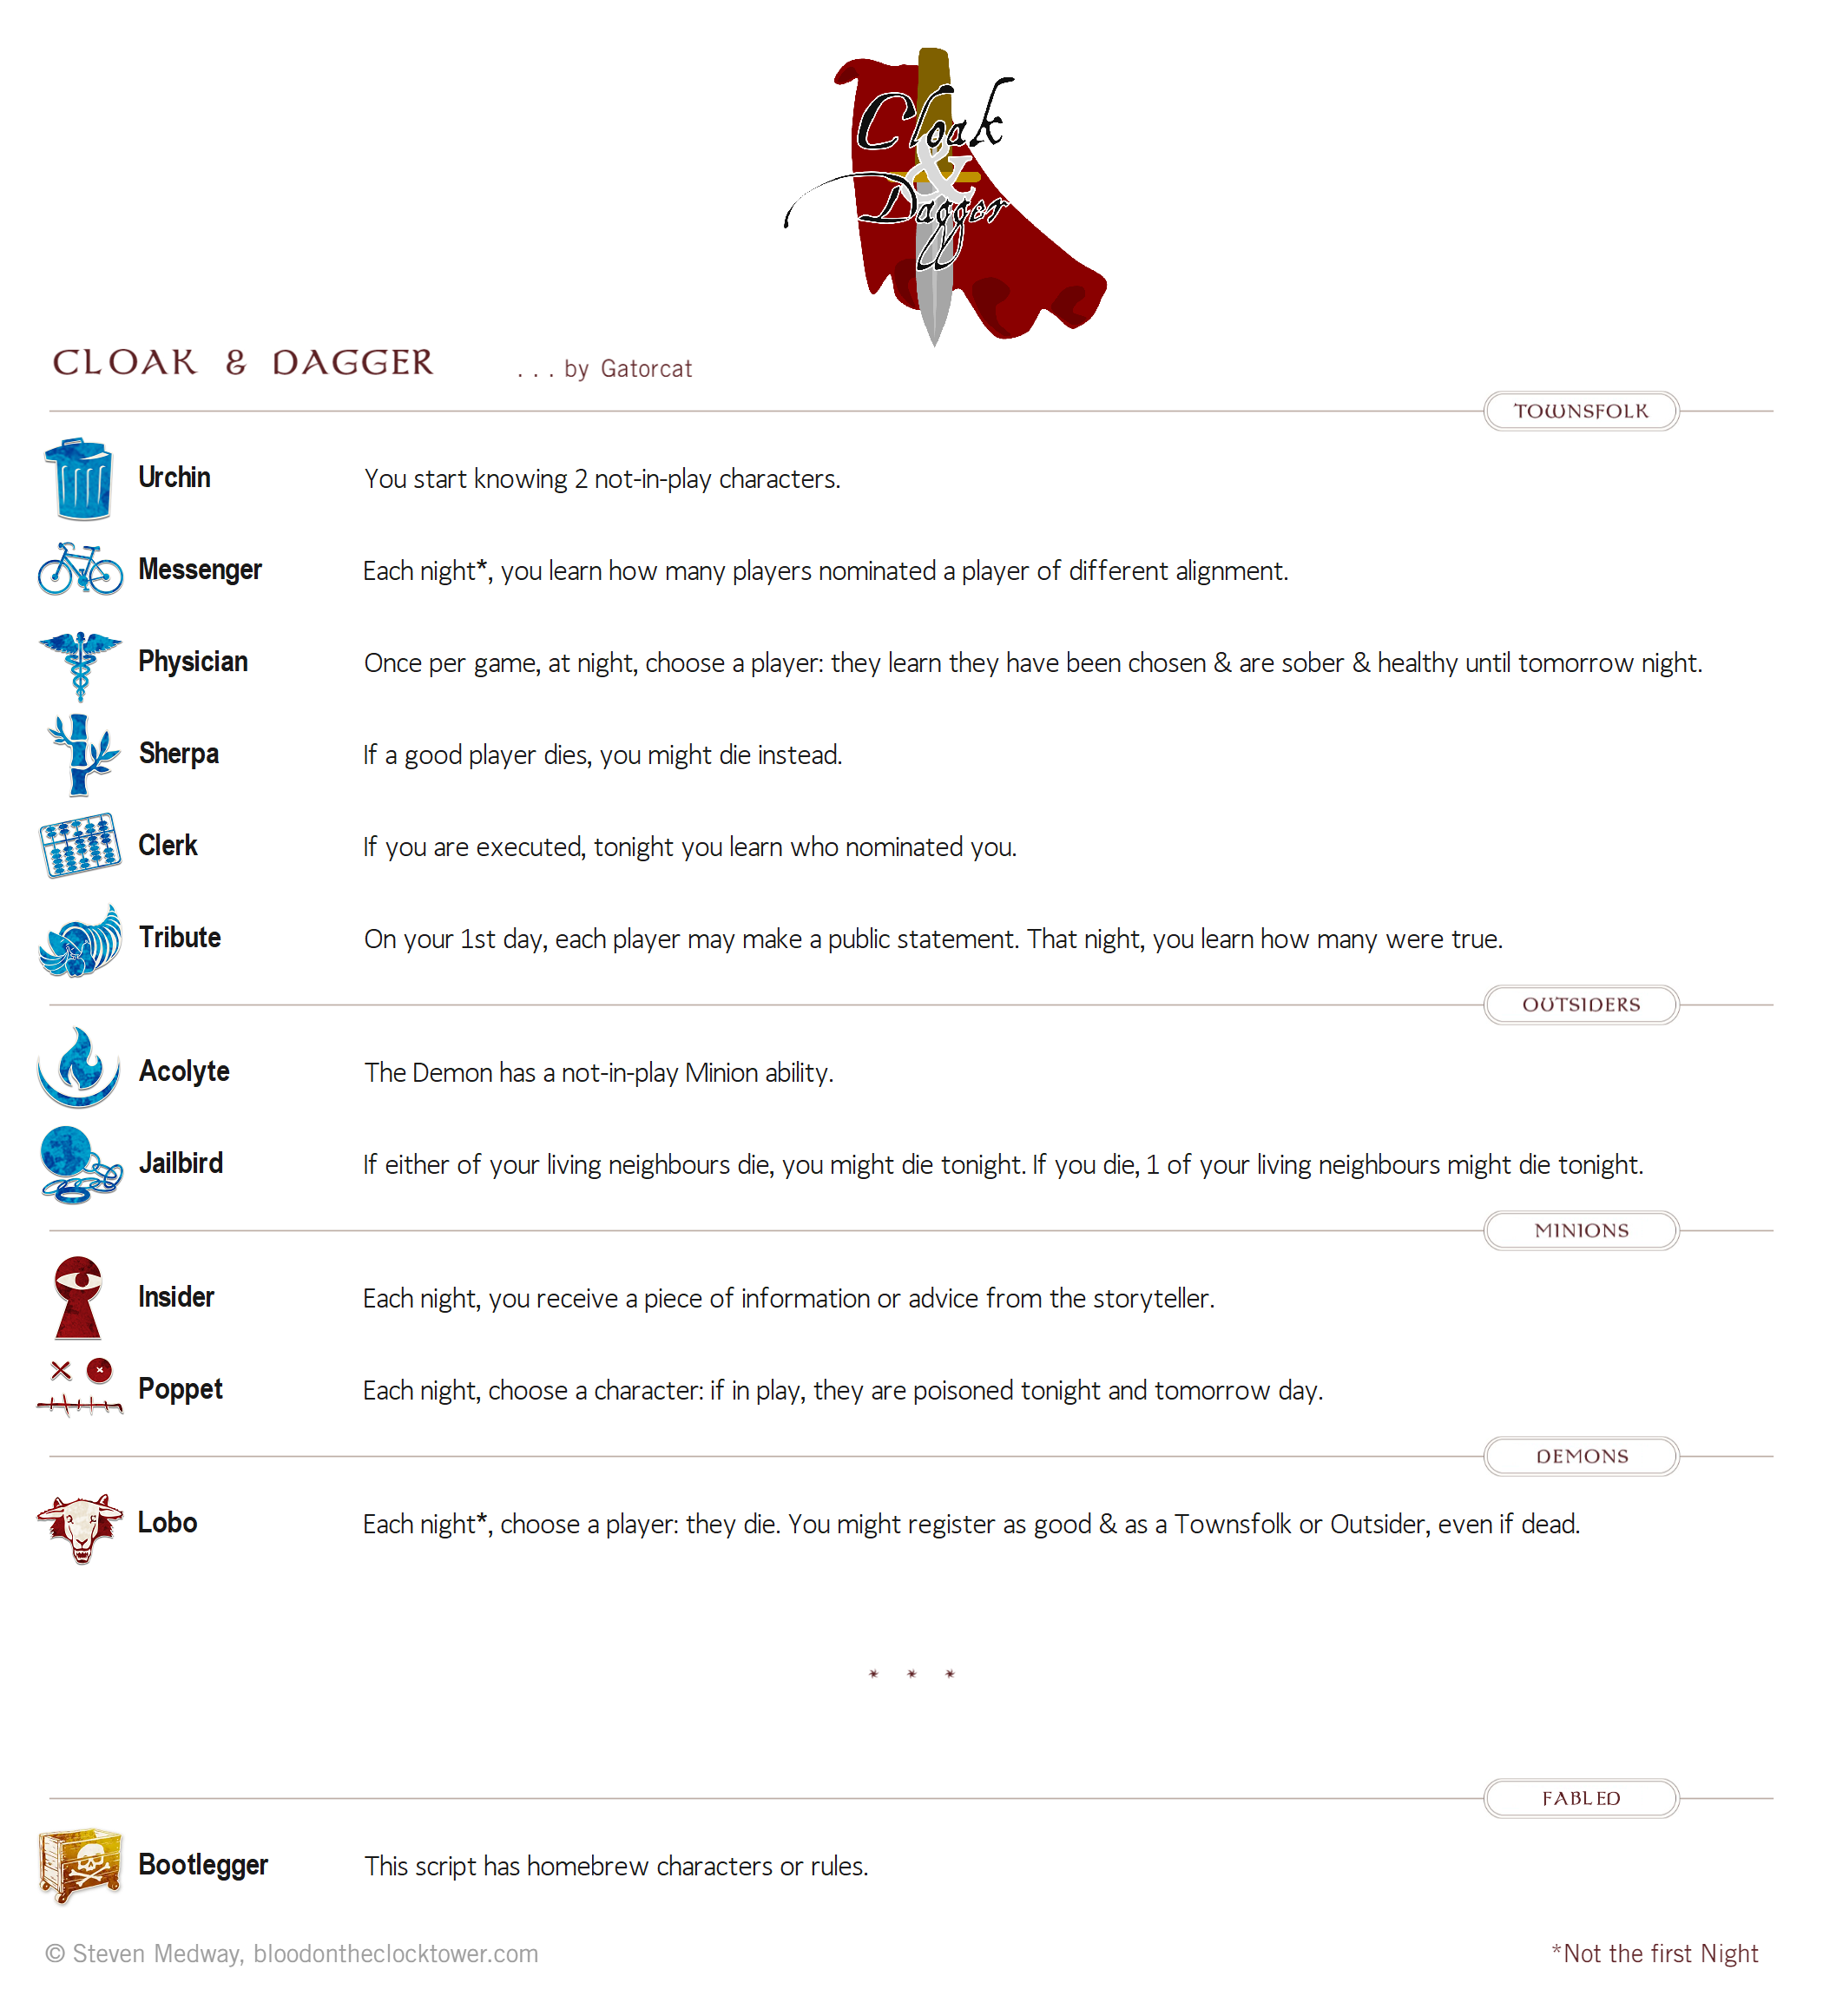 Cloak
&
Dagger
CLOAK & DAGGER ... by Gatorcat
TOWNSFOLK
Urchin You start knowing 2 not-in-play characters.
Messenger Each night*, you learn how many players nominated a player of different alignment.
Physician Once per game, at night, choose a player: they learn they have been chosen & are sober & healthy until tomorrow night.
Sherpa If a good player dies, you might die instead.
Clerk If you are executed, tonight you learn who nominated you.
Tribute On your 1st day, each player may make a public statement. That night, you learn how many were true.
OUTSIDERS
Acolyte The Demon has a not-in-play Minion ability.
Jailbird If either of your living neighbours die, you might die tonight. If you die, 1 of your living neighbours might die tonight.
MINIONS
Insider Each night, you receive a piece of information or advice from the storyteller.
Poppet Each night, choose a character: if in play, they are poisoned tonight and tomorrow day.
DEMONS
Lobo Each night*, choose a player: they die. You might register as good & as a Townsfolk or Outsider, even if dead.
* * *
FABLED
Bootlegger This script has homebrew characters or rules.
© Steven Medway, bloodontheclocktower.com *Not the first Night